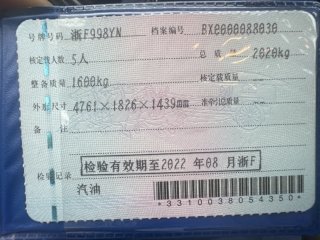 号牌号码 浙F998YN 档案编号 BX0000088030
核定载人数 5人 总质量 2020kg
整备质量 1600kg 核定载质量 --
外廓尺寸 4761×1826×1439mm 准牵引总质量 --
备注 --
检验有效期至2022 年08 月浙F
检验记录
汽油
*3310038054350*